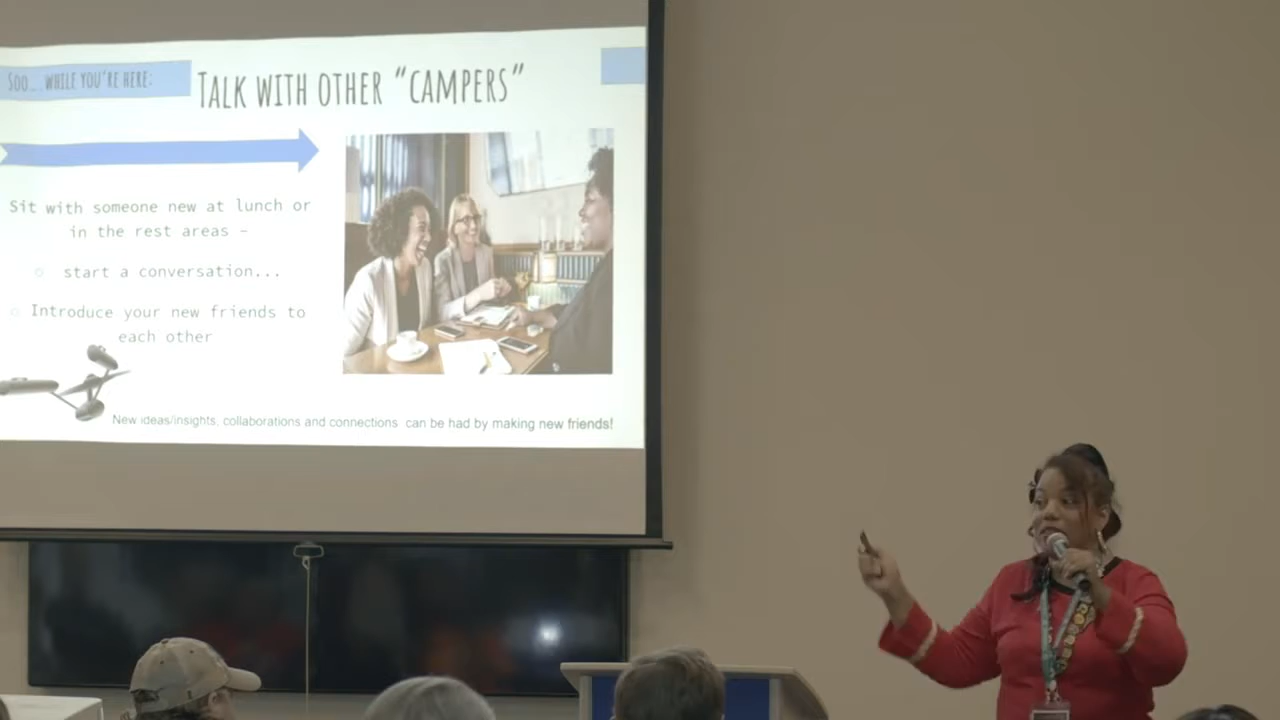 Soo... while you're here:
Talk with other "campers"
Sit with someone new at lunch or
in the rest areas –
start a conversation...
Introduce your new friends to
each other
New ideas/insights, collaborations and connections can be had by making new friends!